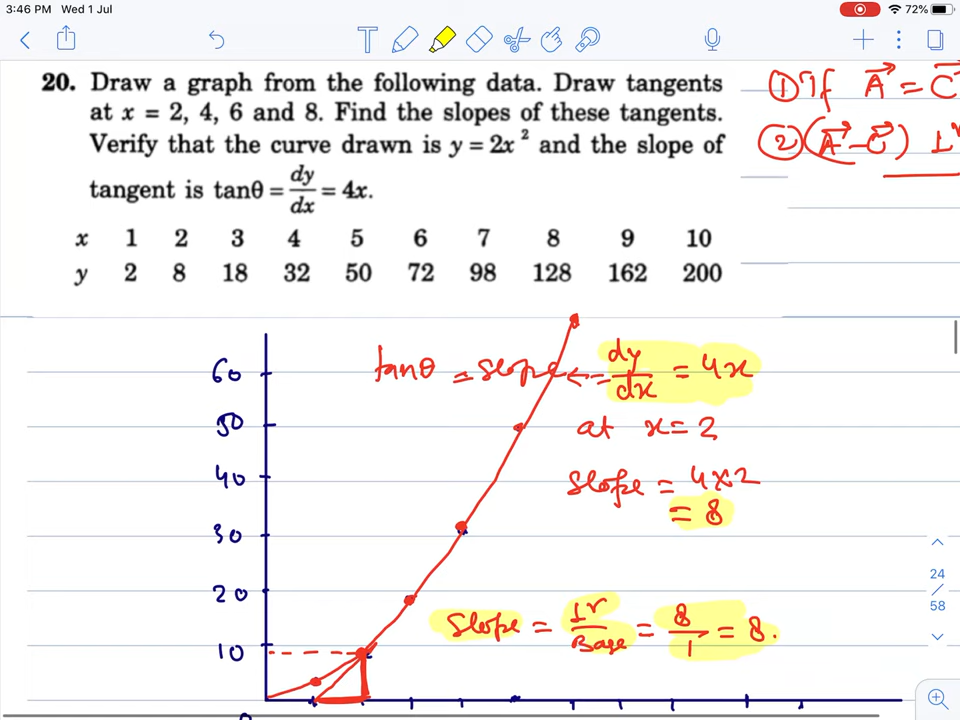 3:46 PM Wed 1 Jul
72%
20. Draw a graph from the following data. Draw tangents
at x = 2, 4, 6 and 8. Find the slopes of these tangents.
Verify that the curve drawn is y = 2x² and the slope of
tangent is tanθ = dy/dx = 4x.
x 1 2 3 4 5 6 7 8 9 10
y 2 8 18 32 50 72 98 128 162 200
① If A⃗ = C⃗
② (A⃗ - C⃗) ⊥r
60
50
40
30
20
10
0
tanθ = slope ← = dy/dx = 4x
at x = 2
slope = 4 x 2
= 8
Slope = ⊥r/Base = 8/1 = 8.
24
/
58